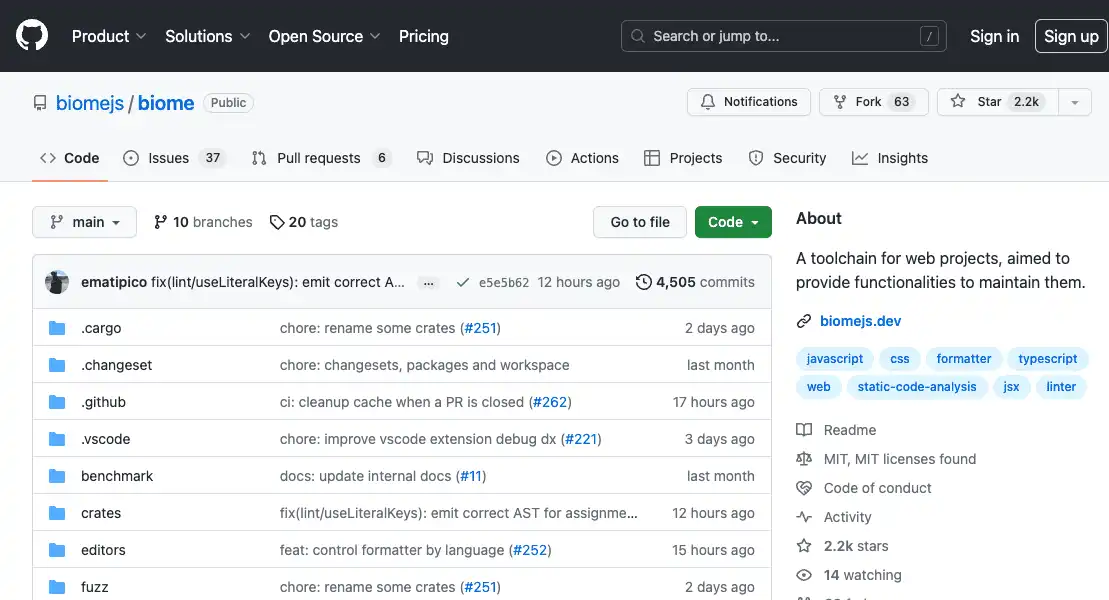 Product Solutions Open Source Pricing Search or jump to... / Sign in Sign up
biomejs / biome Public Notifications Fork 63 Star 2.2k
Code Issues 37 Pull requests 6 Discussions Actions Projects Security Insights
main 10 branches 20 tags Go to file Code
ematipico fix(lint/useLiteralKeys): emit correct A... ... e5e5b62 12 hours ago 4,505 commits
.cargo chore: rename some crates (#251) 2 days ago
.changeset chore: changesets, packages and workspace last month
.github ci: cleanup cache when a PR is closed (#262) 17 hours ago
.vscode chore: improve vscode extension debug dx (#221) 3 days ago
benchmark docs: update internal docs (#11) last month
crates fix(lint/useLiteralKeys): emit correct AST for assignme... 12 hours ago
editors feat: control formatter by language (#252) 15 hours ago
fuzz chore: rename some crates (#251) 2 days ago
About
A toolchain for web projects, aimed to
provide functionalities to maintain them.
biomejs.dev
javascript css formatter typescript
web static-code-analysis jsx linter
Readme
MIT, MIT licenses found
Code of conduct
Activity
2.2k stars
14 watching